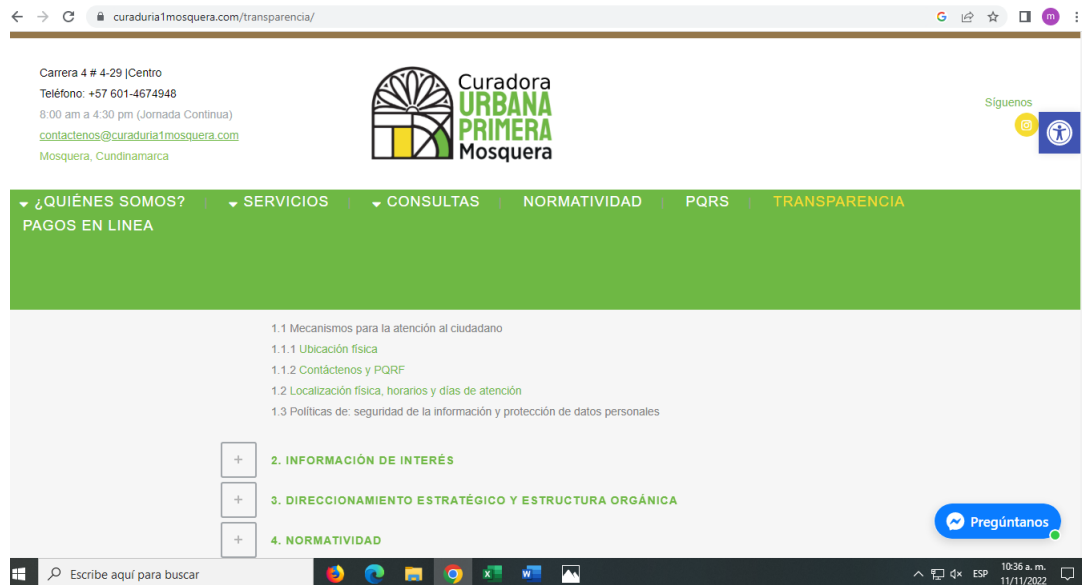 curaduria1mosquera.com/transparencia/
m
Carrera 4 # 4-29 |Centro
Teléfono: +57 601-4674948
8:00 am a 4:30 pm (Jornada Continua)
contactenos@curaduria1mosquera.com
Mosquera, Cundinamarca
Curadora
URBANA
PRIMERA
Mosquera
Síguenos
¿QUIÉNES SOMOS? SERVICIOS CONSULTAS NORMATIVIDAD PQRS TRANSPARENCIA
PAGOS EN LINEA
1.1 Mecanismos para la atención al ciudadano
1.1.1 Ubicación física
1.1.2 Contáctenos y PQRF
1.2 Localización física, horarios y días de atención
1.3 Políticas de: seguridad de la información y protección de datos personales
+ 2. INFORMACIÓN DE INTERÉS
+ 3. DIRECCIONAMIENTO ESTRATÉGICO Y ESTRUCTURA ORGÁNICA
+ 4. NORMATIVIDAD
Pregúntanos
Escribe aquí para buscar
ESP
10:36 a. m.
11/11/2022